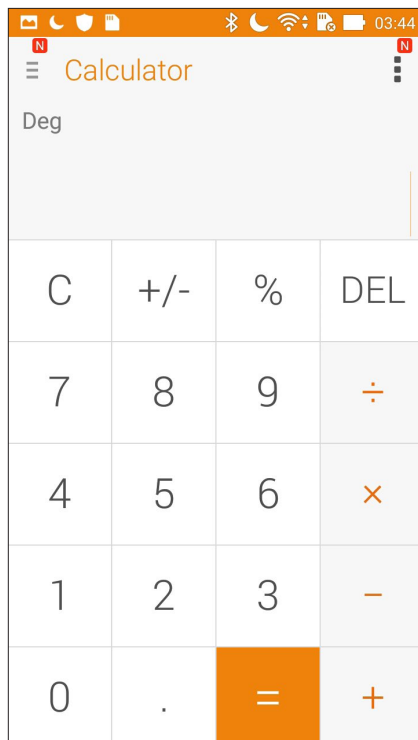 03:44
N
N
Calculator
Deg
C +/- % DEL
7 8 9 ÷
4 5 6 ×
1 2 3 −
0 . = +